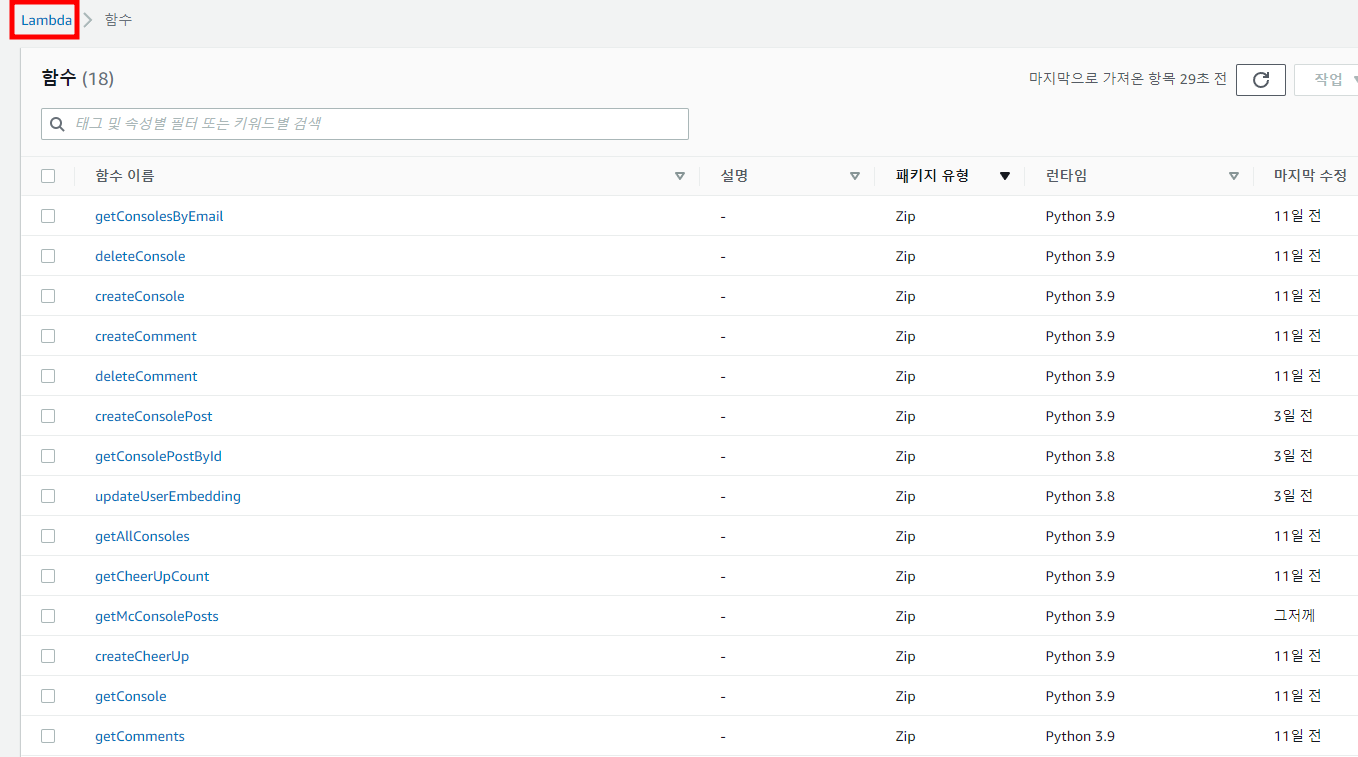 Lambda > 함수
함수 (18) 마지막으로 가져온 항목 29초 전 작업
태그 및 속성별 필터 또는 키워드별 검색
함수 이름 설명 패키지 유형 런타임 마지막 수정
getConsolesByEmail - Zip Python 3.9 11일 전
deleteConsole - Zip Python 3.9 11일 전
createConsole - Zip Python 3.9 11일 전
createComment - Zip Python 3.9 11일 전
deleteComment - Zip Python 3.9 11일 전
createConsolePost - Zip Python 3.9 3일 전
getConsolePostById - Zip Python 3.8 3일 전
updateUserEmbedding - Zip Python 3.8 3일 전
getAllConsoles - Zip Python 3.9 11일 전
getCheerUpCount - Zip Python 3.9 11일 전
getMcConsolePosts - Zip Python 3.9 그저께
createCheerUp - Zip Python 3.9 11일 전
getConsole - Zip Python 3.9 11일 전
getComments - Zip Python 3.9 11일 전